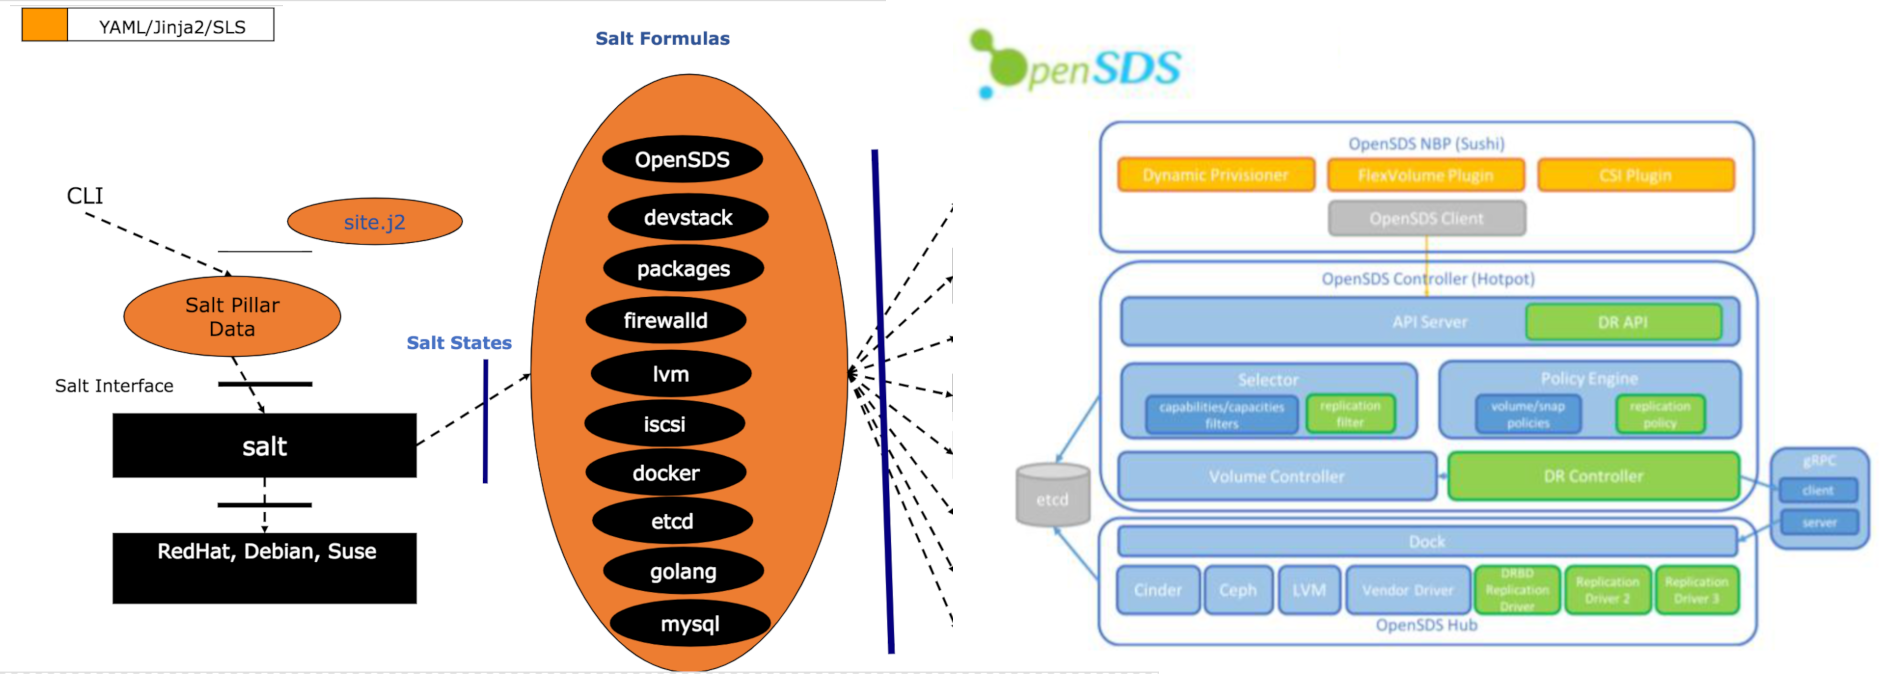 YAML/Jinja2/SLS
Salt Formulas
CLI
site.j2
Salt Pillar
Data
Salt Interface
salt
RedHat, Debian, Suse
Salt States
OpenSDS
devstack
packages
firewalld
lvm
iscsi
docker
etcd
golang
mysql
OpenSDS
OpenSDS NBP (Sushi)
Dynamic Privisioner
FlexVolume Plugin
CSI Plugin
OpenSDS Client
OpenSDS Controller (Hotpot)
API Server
DR API
Selector
capabilities/capacities
filters
replication
filter
Policy Engine
volume/snap
policies
replication
policy
Volume Controller
DR Controller
etcd
gRPC
client
server
Dock
Cinder
Ceph
LVM
Vendor Driver
DRBD
Replication
Driver
Replication
Driver 2
Replication
Driver 3
OpenSDS Hub